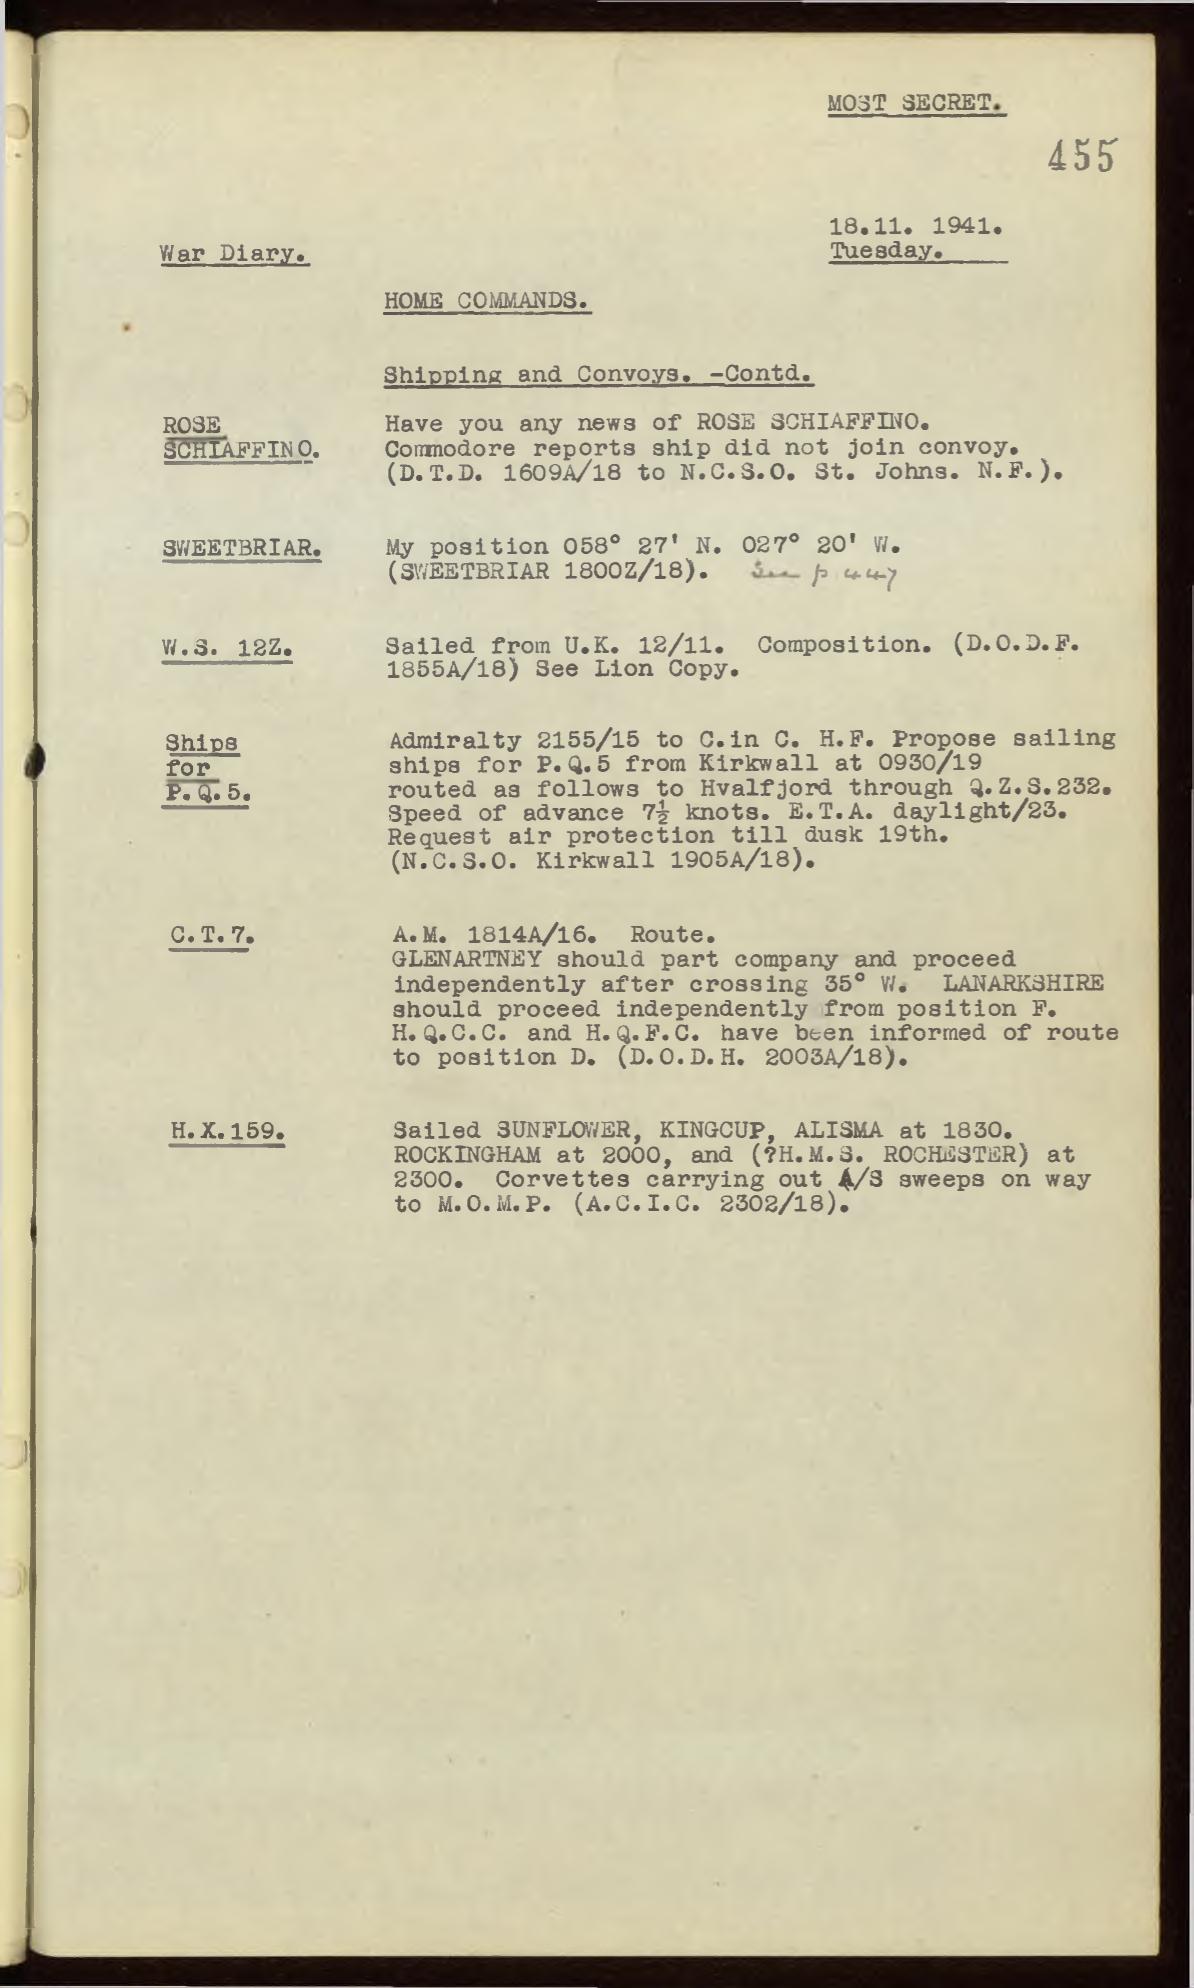 MOST SECRET.
455
18.11. 1941.
War Diary.
Tuesday.
HOME COMMANDS.
Shipping and Convoys. -Contd.
ROSE
SCHIAFFINO.
Have you any news of ROSE SCHIAFFINO.
Commodore reports ship did not join convoy.
(D.T.D. 1609A/18 to N.C.S.O. St. Johns. N.F.).
SWEETBRIAR.
My position 058° 27' N. 027° 20' W.
(SWEETBRIAR 1800Z/18). See p 447
W.S. 12Z.
Sailed from U.K. 12/11. Composition. (D.O.D.F.
1855A/18) See Lion Copy.
Ships
for
P.Q.5.
Admiralty 2155/15 to C.in C. H.F. Propose sailing
ships for P.Q.5 from Kirkwall at 0930/19
routed as follows to Hvalfjord through Q.Z.S.232.
Speed of advance 7½ knots. E.T.A. daylight/23.
Request air protection till dusk 19th.
(N.C.S.O. Kirkwall 1905A/18).
C.T.7.
A.M. 1814A/16. Route.
GLENARTNEY should part company and proceed
independently after crossing 35° W. LANARKSHIRE
should proceed independently from position F.
H.Q.C.C. and H.Q.F.C. have been informed of route
to position D. (D.O.D.H. 2003A/18).
H.X.159.
Sailed SUNFLOWER, KINGCUP, ALISMA at 1830.
ROCKINGHAM at 2000, and (?H.M.S. ROCHESTER) at
2300. Corvettes carrying out A/S sweeps on way
to M.O.M.P. (A.C.I.C. 2302/18).